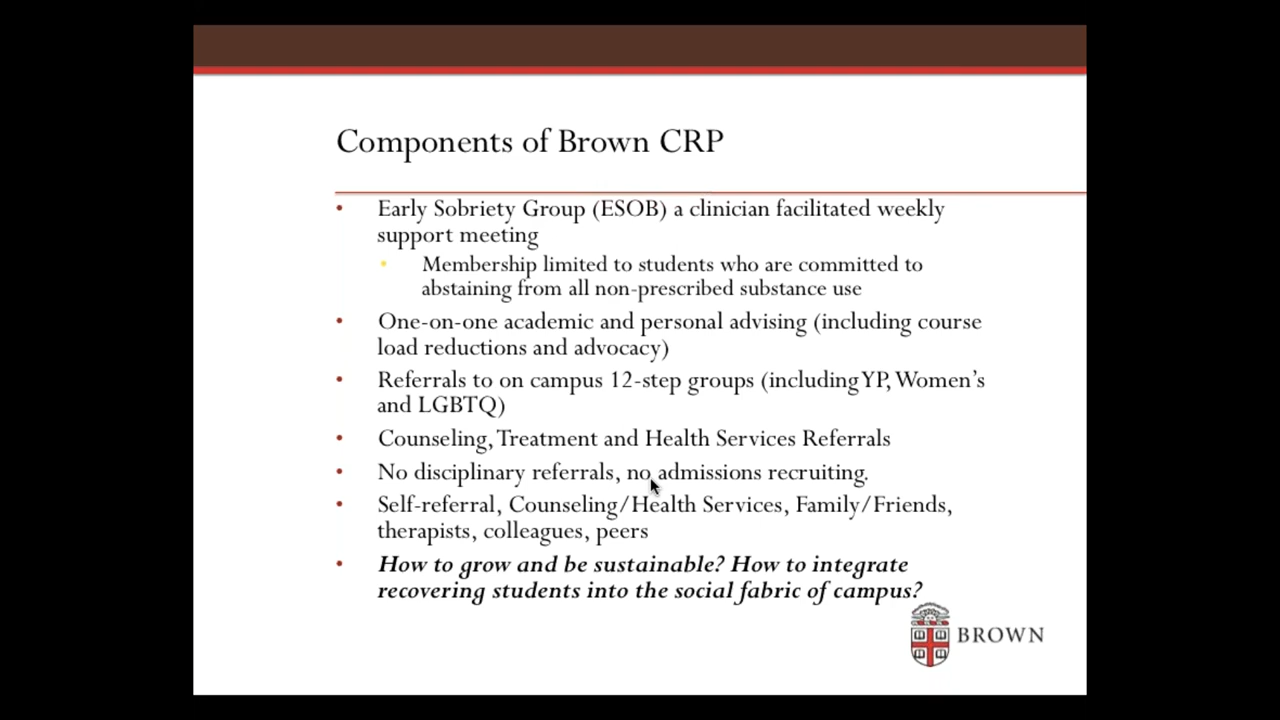 Components of Brown CRP
• Early Sobriety Group (ESOB) a clinician facilitated weekly
support meeting
• Membership limited to students who are committed to
abstaining from all non-prescribed substance use
• One-on-one academic and personal advising (including course
load reductions and advocacy)
• Referrals to on campus 12-step groups (including YP, Women's
and LGBTQ)
• Counseling, Treatment and Health Services Referrals
• No disciplinary referrals, no admissions recruiting.
• Self-referral, Counseling/Health Services, Family/Friends,
therapists, colleagues, peers
• How to grow and be sustainable? How to integrate
recovering students into the social fabric of campus?
BROWN